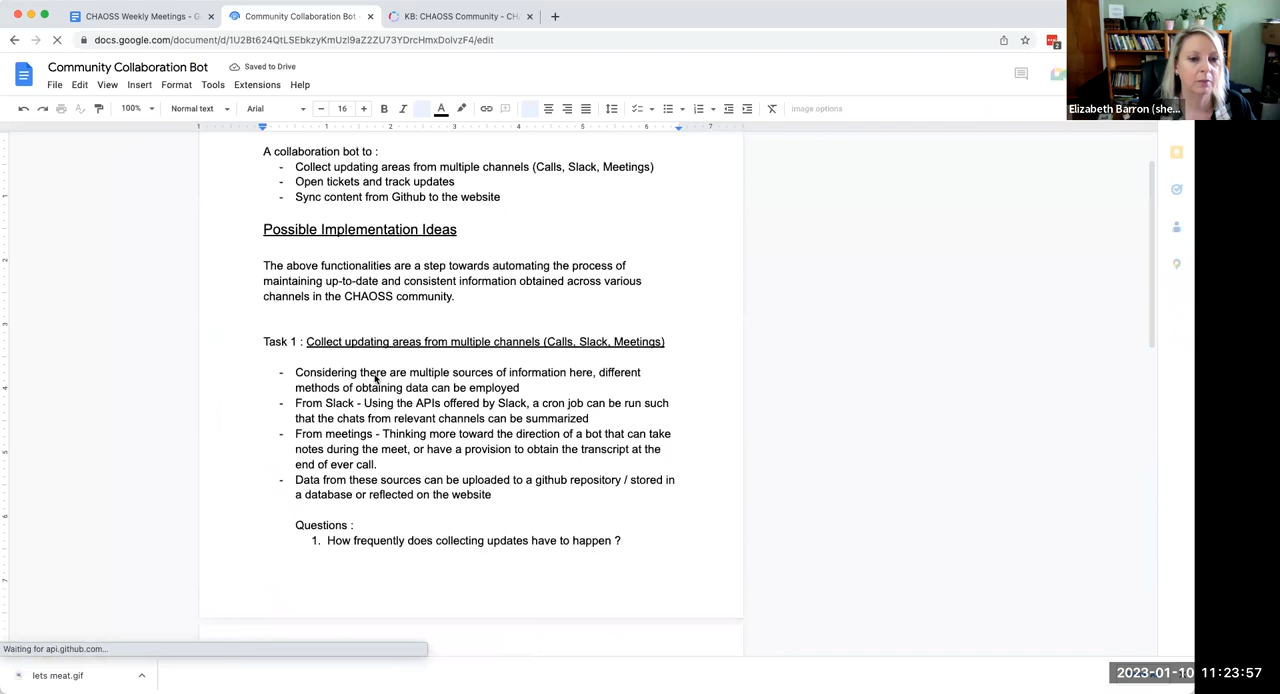 CHAOSS Weekly Meetings - G
Community Collaboration Bot -
KB: CHAOSS Community - CH
docs.google.com/document/d/1U2Bt624QtLSEbkzyKmUzl9aZ2ZU73YDrcHmxDolvzF4/edit
2
Community Collaboration Bot
Saved to Drive
File Edit View Insert Format Tools Extensions Help
100% Normal text Arial 16 image options
1 1 2 3 4 5 6 7
A collaboration bot to :
- Collect updating areas from multiple channels (Calls, Slack, Meetings)
- Open tickets and track updates
- Sync content from Github to the website
Possible Implementation Ideas
The above functionalities are a step towards automating the process of
maintaining up-to-date and consistent information obtained across various
channels in the CHAOSS community.
Task 1 : Collect updating areas from multiple channels (Calls, Slack, Meetings)
- Considering there are multiple sources of information here, different
methods of obtaining data can be employed
- From Slack - Using the APIs offered by Slack, a cron job can be run such
that the chats from relevant channels can be summarized
- From meetings - Thinking more toward the direction of a bot that can take
notes during the meet, or have a provision to obtain the transcript at the
end of ever call.
- Data from these sources can be uploaded to a github repository / stored in
a database or reflected on the website
Questions :
1. How frequently does collecting updates have to happen ?
Waiting for api.github.com...
lets meat.gif
Elizabeth Barron (she...
2023-01-10 11:23:57